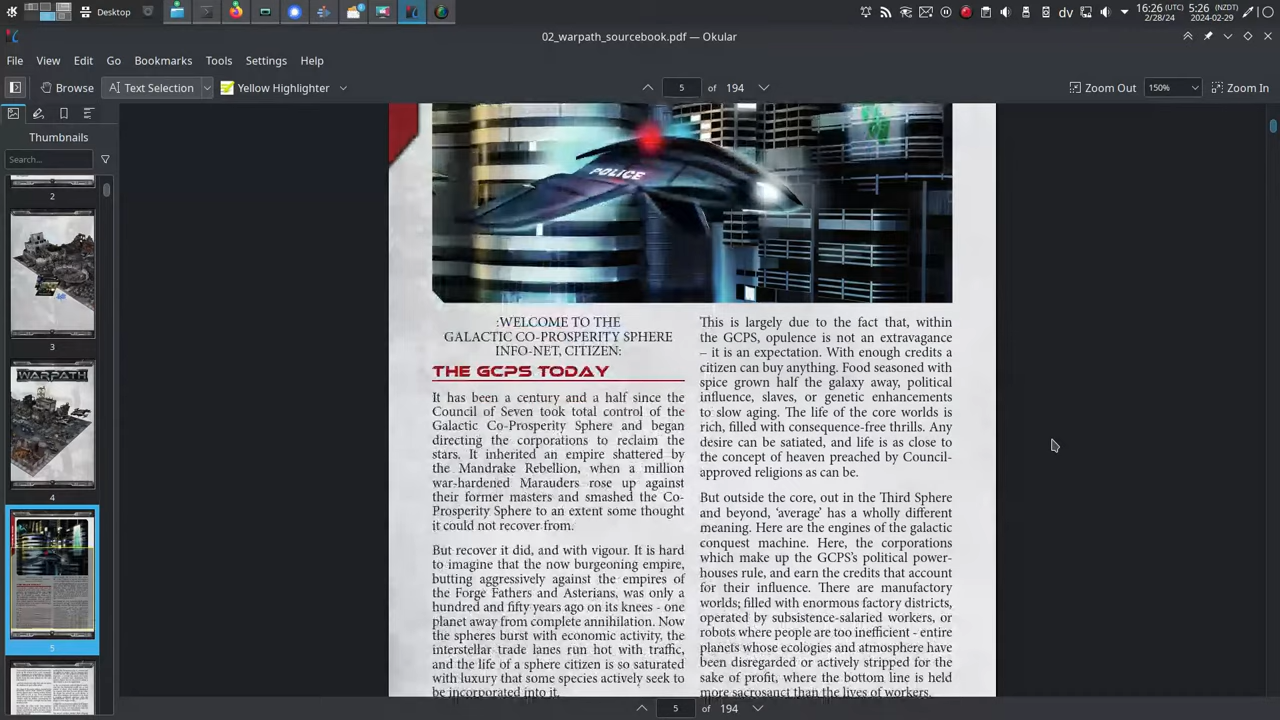 Desktop
dv
16:26 (UTC)
2/28/24
5:26 (NZDT)
2024-02-29
02_warpath_sourcebook.pdf — Okular
File View Edit Go Bookmarks Tools Settings Help
Browse Text Selection Yellow Highlighter 5 of 194 Zoom Out 150% Zoom In
Thumbnails
Search...
2
3
WARPATH
4
5
POLICE
:WELCOME TO THE
GALACTIC CO-PROSPERITY SPHERE
INFO-NET, CITIZEN:
THE GCPS TODAY
It has been a century and a half since the
Council of Seven took total control of the
Galactic Co-Prosperity Sphere and began
directing the corporations to reclaim the
stars. It inherited an empire shattered by
the Mandrake Rebellion, when a million
war-hardened Marauders rose up against
their former masters and smashed the Co-
Prosperity Sphere to an extent some thought
it could not recover from.
But recover it did, and with vigour. It is hard
to imagine that the now burgeoning empire,
butting aggressively against the empires of
the Forge Fathers and Asterians, was only a
hundred and fifty years ago on its knees - one
planet away from complete annihilation. Now
the spheres burst with economic activity, the
interstellar trade lanes run hot with traffic,
and the life of a sphere citizen is so saturated
with luxury that some species actively seek to
be incorporated into it.
This is largely due to the fact that, within
the GCPS, opulence is not an extravagance
– it is an expectation. With enough credits a
citizen can buy anything. Food seasoned with
spice grown half the galaxy away, political
influence, slaves, or genetic enhancements
to slow aging. The life of the core worlds is
rich, filled with consequence-free thrills. Any
desire can be satiated, and life is as close to
the concept of heaven preached by Council-
approved religions as can be.
But outside the core, out in the Third Sphere
and beyond, ‘average’ has a wholly different
meaning. Here are the engines of the galactic
conquest machine. Here, the corporations
which make up the GCPS’s political power-
houses rule, and earn the credits that account
for their influence. There are manufactory
worlds; filled with enormous factory districts,
operated by subsistence-salaried workers, or
robots where people are too inefficient - entire
planets whose ecologies and atmosphere have
been disregarded or actively stripped for the
sake of profit, where the bottom line is held
more sacrosanct than the lives of workers.
5 of 194